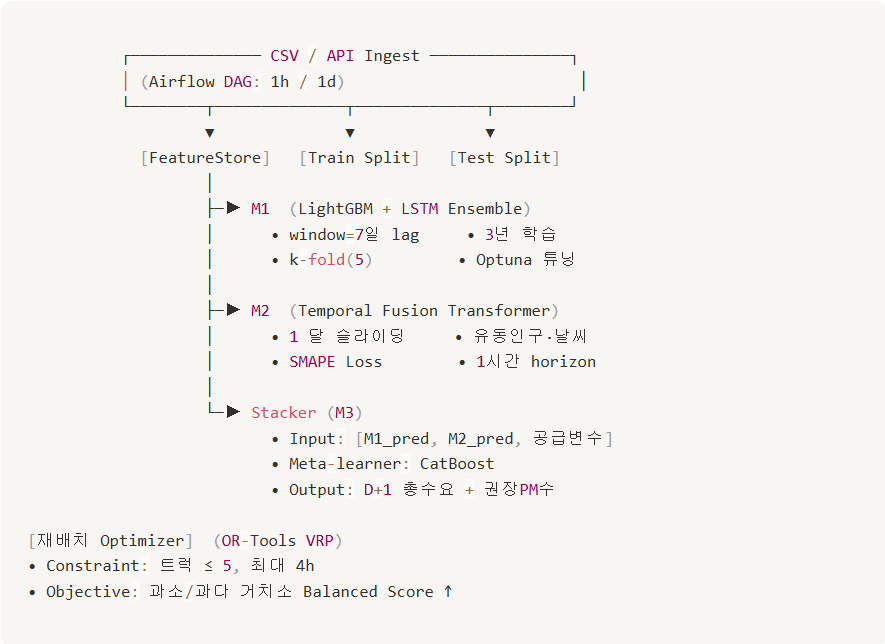 CSV / API Ingest
(Airflow DAG: 1h / 1d)
[FeatureStore] [Train Split] [Test Split]
M1 (LightGBM + LSTM Ensemble)
• window=7일 lag • 3년 학습
• k-fold(5) • Optuna 튜닝
M2 (Temporal Fusion Transformer)
• 1 달 슬라이딩 • 유동인구·날씨
• SMAPE Loss • 1시간 horizon
Stacker (M3)
• Input: [M1_pred, M2_pred, 공급변수]
• Meta-learner: CatBoost
• Output: D+1 총수요 + 권장PM수
[재배치 Optimizer] (OR-Tools VRP)
• Constraint: 트럭 ≤ 5, 최대 4h
• Objective: 과소/과다 거치소 Balanced Score ↑